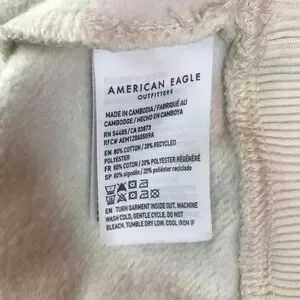 AMERICAN EAGLE
OUTFITTERS
MADE IN CAMBODIA / FABRIQUÉ AU
CAMBODGE / HECHO EN CAMBOYA
RN 54485/CA 03873
RFC# AEM12060509A
EN 80% COTTON / 20% RECYCLED
POLYESTER
FR 80% COTON / 20% POLYESTER RÉGÉNÉRÉ
SP 80% algodón / 20% poliéster reciclado
EN TURN GARMENT INSIDE OUT. MACHINE
WASH COLD, GENTLE CYCLE. DO NOT
BLEACH. TUMBLE DRY LOW. COOL IRON IF